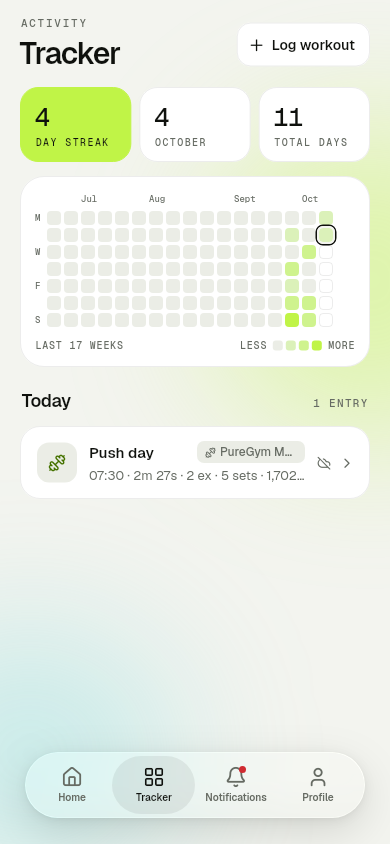 ACTIVITY
Tracker
Log workout
4
DAY STREAK
4
OCTOBER
11
TOTAL DAYS
Jul Aug Sept Oct
M
W
F
S
LAST 17 WEEKS
LESS MORE
Today
1 ENTRY
Push day
PureGym M...
07:30 · 2m 27s · 2 ex · 5 sets · 1,702...
Home
Tracker
Notifications
Profile